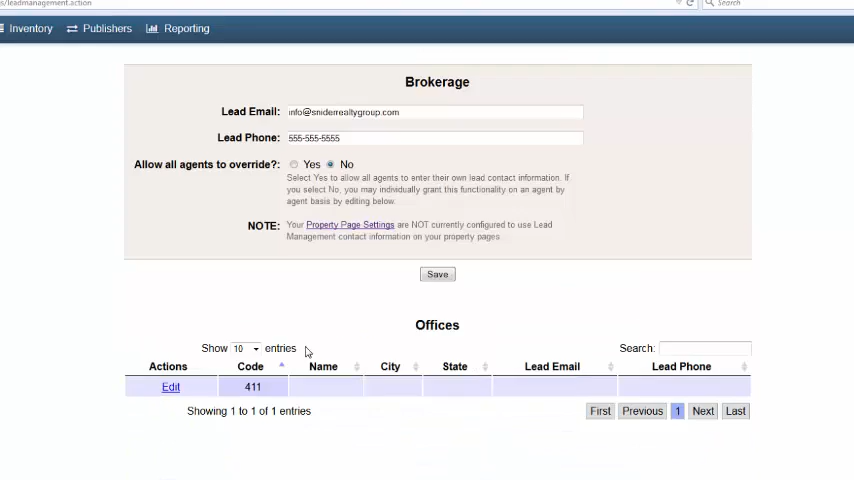 s/leadmanagement.action
Search
Inventory Publishers Reporting
Brokerage
Lead Email: info@sniderrealtygroup.com
Lead Phone: 555-555-5555
Allow all agents to override?: Yes No
Select Yes to allow all agents to enter their own lead contact information. If
you select No, you may individually grant this functionality on an agent by
agent basis by editing below.
NOTE: Your Property Page Settings are NOT currently configured to use Lead
Management contact information on your property pages
Save
Offices
Show 10 entries Search:
Actions Code Name City State Lead Email Lead Phone
Edit 411
Showing 1 to 1 of 1 entries First Previous 1 Next Last